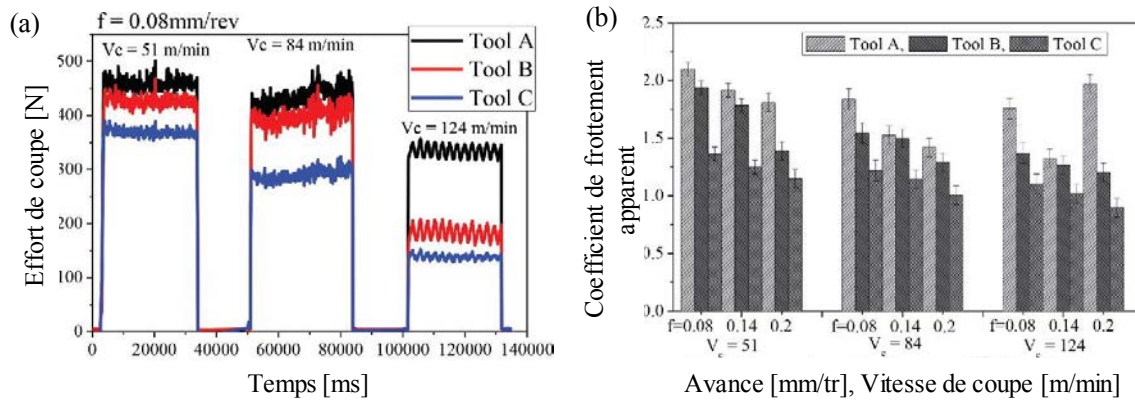 (a)
f = 0.08mm/rev
Vc = 51 m/min
Vc = 84 m/min
Vc = 124 m/min
Tool A
Tool B
Tool C
500
400
300
200
100
0
0 20000 40000 60000 80000 100000 120000 140000
Effort de coupe [N]
Temps [ms]
(b)
Tool A, Tool B, Tool C
2.5
2.0
1.5
1.0
0.5
0.0
f=0.08 0.14 0.2 f=0.08 0.14 0.2 f=0.08 0.14 0.2
Vc = 51 Vc = 84 Vc = 124
Coefficient de frottement
apparent
Avance [mm/tr], Vitesse de coupe [m/min]